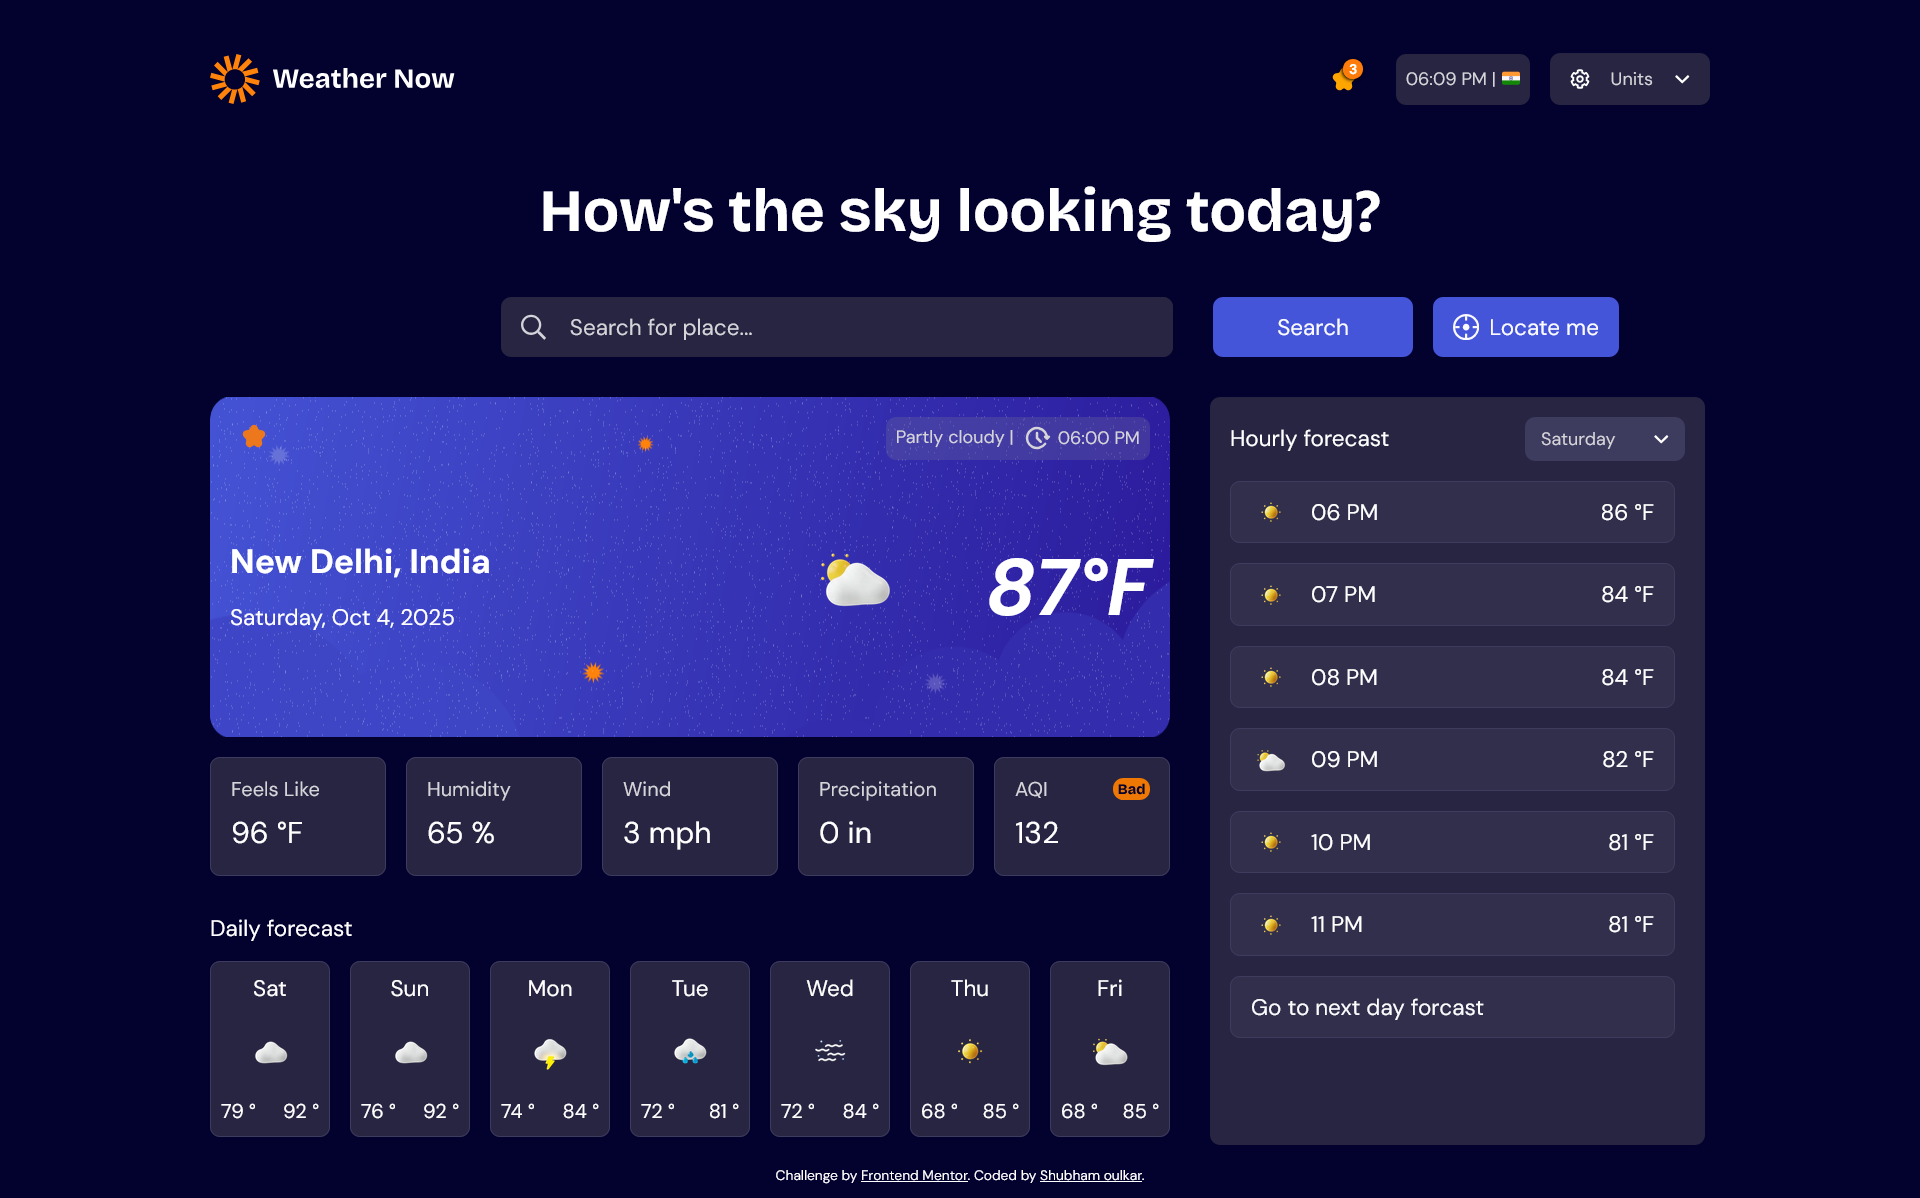 Weather Now
3
06:09 PM |
Units
How's the sky looking today?
Search for place...
Search
Locate me
Partly cloudy | 06:00 PM
New Delhi, India
Saturday, Oct 4, 2025
87°F
Feels Like
96 °F
Humidity
65 %
Wind
3 mph
Precipitation
0 in
AQI
Bad
132
Daily forecast
Sat
79 ° 92 °
Sun
76 ° 92 °
Mon
74 ° 84 °
Tue
72 ° 81 °
Wed
72 ° 84 °
Thu
68 ° 85 °
Fri
68 ° 85 °
Hourly forecast
Saturday
06 PM 86 °F
07 PM 84 °F
08 PM 84 °F
09 PM 82 °F
10 PM 81 °F
11 PM 81 °F
Go to next day forcast
Challenge by Frontend Mentor. Coded by Shubham oulkar.